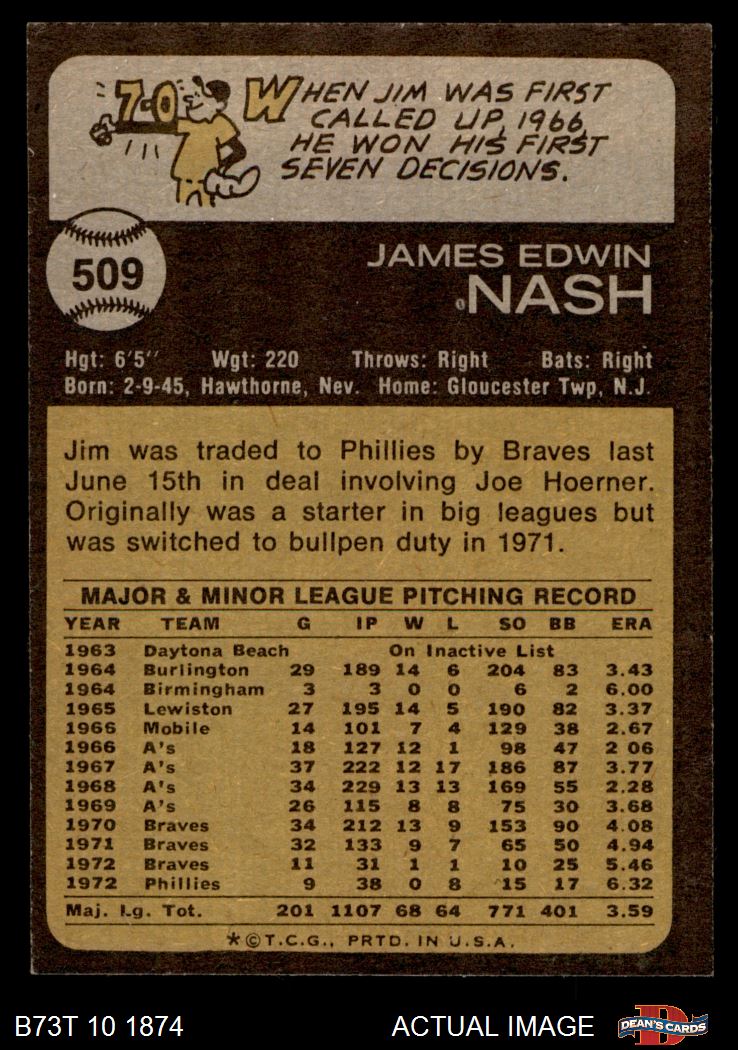 7-0 WHEN JIM WAS FIRST
CALLED UP, 1966,
HE WON HIS FIRST
SEVEN DECISIONS.
509
JAMES EDWIN
NASH
Hgt: 6'5" Wgt: 220 Throws: Right Bats: Right
Born: 2-9-45, Hawthorne, Nev. Home: Gloucester Twp, N.J.
Jim was traded to Phillies by Braves last
June 15th in deal involving Joe Hoerner.
Originally was a starter in big leagues but
was switched to bullpen duty in 1971.
MAJOR & MINOR LEAGUE PITCHING RECORD
YEAR TEAM G IP W L SO BB ERA
1963 Daytona Beach On Inactive List
1964 Burlington 29 189 14 6 204 83 3.43
1964 Birmingham 3 3 0 0 6 2 6.00
1965 Lewiston 27 195 14 5 190 82 3.37
1966 Mobile 14 101 7 4 129 38 2.67
1966 A's 18 127 12 1 98 47 2 06
1967 A's 37 222 12 17 186 87 3.77
1968 A's 34 229 13 13 169 55 2.28
1969 A's 26 115 8 8 75 30 3.68
1970 Braves 34 212 13 9 153 90 4.08
1971 Braves 32 133 9 7 65 50 4.94
1972 Braves 11 31 1 1 10 25 5.46
1972 Phillies 9 38 0 8 15 17 6.32
Maj. Lg. Tot. 201 1107 68 64 771 401 3.59
*©T.C.G., PRTD. IN U.S.A.
B73T 10 1874 ACTUAL IMAGE D DEAN'S CARDS